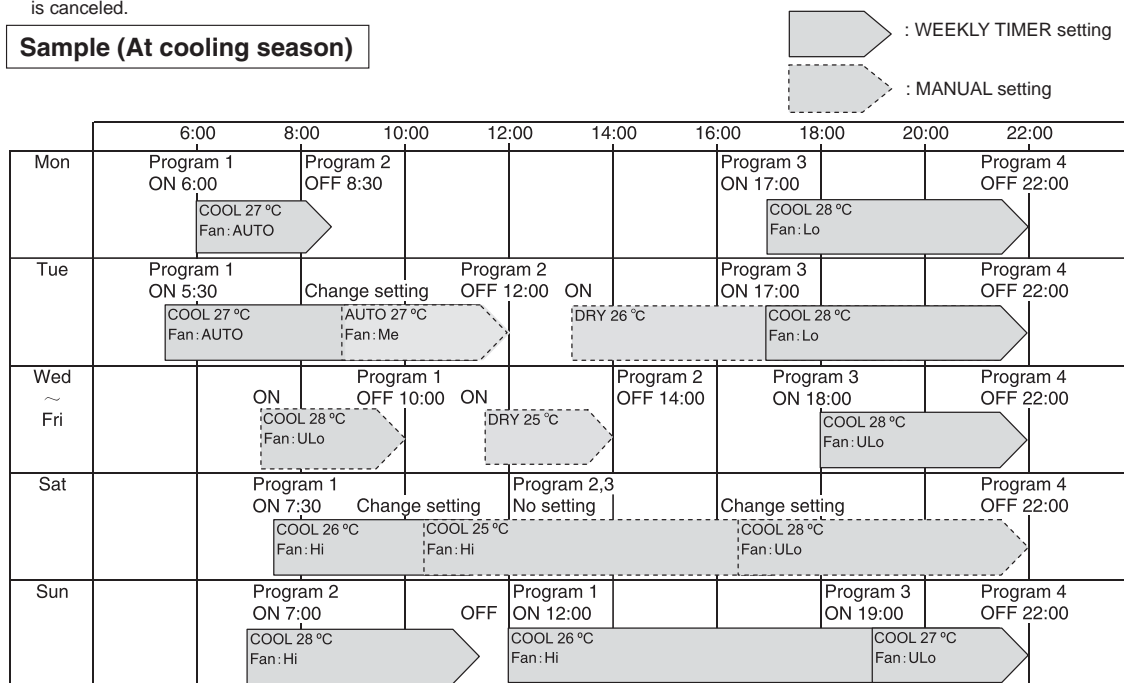 is canceled.
Sample (At cooling season)
: WEEKLY TIMER setting
: MANUAL setting
6:00 8:00 10:00 12:00 14:00 16:00 18:00 20:00 22:00
Mon
Program 1 Program 2 Program 3 Program 4
ON 6:00 OFF 8:30 ON 17:00 OFF 22:00
COOL 27 ºC COOL 28 ºC
Fan:AUTO Fan:Lo
Tue
Program 1 Program 2 Program 3 Program 4
ON 5:30 Change setting OFF 12:00 ON ON 17:00 OFF 22:00
COOL 27 ºC AUTO 27 ºC DRY 26 °C COOL 28 ºC
Fan:AUTO Fan:Me Fan:Lo
Wed
~
Fri
Program 1 Program 2 Program 3 Program 4
ON OFF 10:00 ON OFF 14:00 ON 18:00 OFF 22:00
COOL 28 ºC DRY 25 °C COOL 28 ºC
Fan:ULo Fan:ULo
Sat
Program 1 Program 2,3 Program 4
ON 7:30 Change setting No setting Change setting OFF 22:00
COOL 26 ºC COOL 25 ºC COOL 28 ºC
Fan:Hi Fan:Hi Fan:ULo
Sun
Program 2 Program 1 Program 3 Program 4
ON 7:00 OFF ON 12:00 ON 19:00 OFF 22:00
COOL 28 ºC COOL 26 ºC COOL 27 ºC
Fan:Hi Fan:Hi Fan:ULo